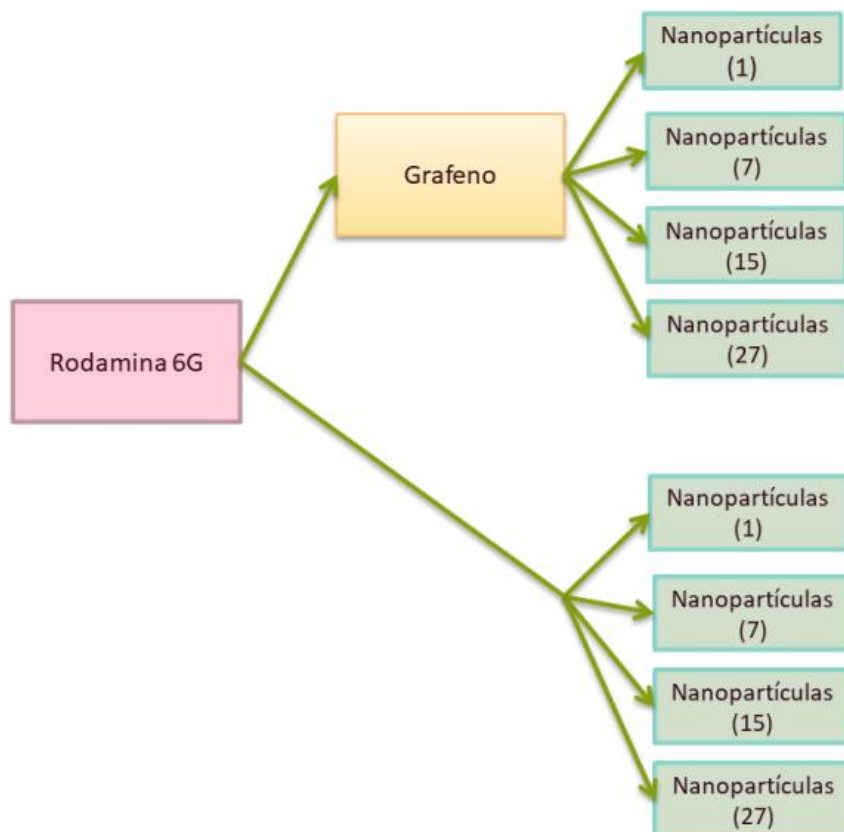 Nanopartículas
(1)
Nanopartículas
(7)
Grafeno
Nanopartículas
(15)
Nanopartículas
(27)
Rodamina 6G
Nanopartículas
(1)
Nanopartículas
(7)
Nanopartículas
(15)
Nanopartículas
(27)